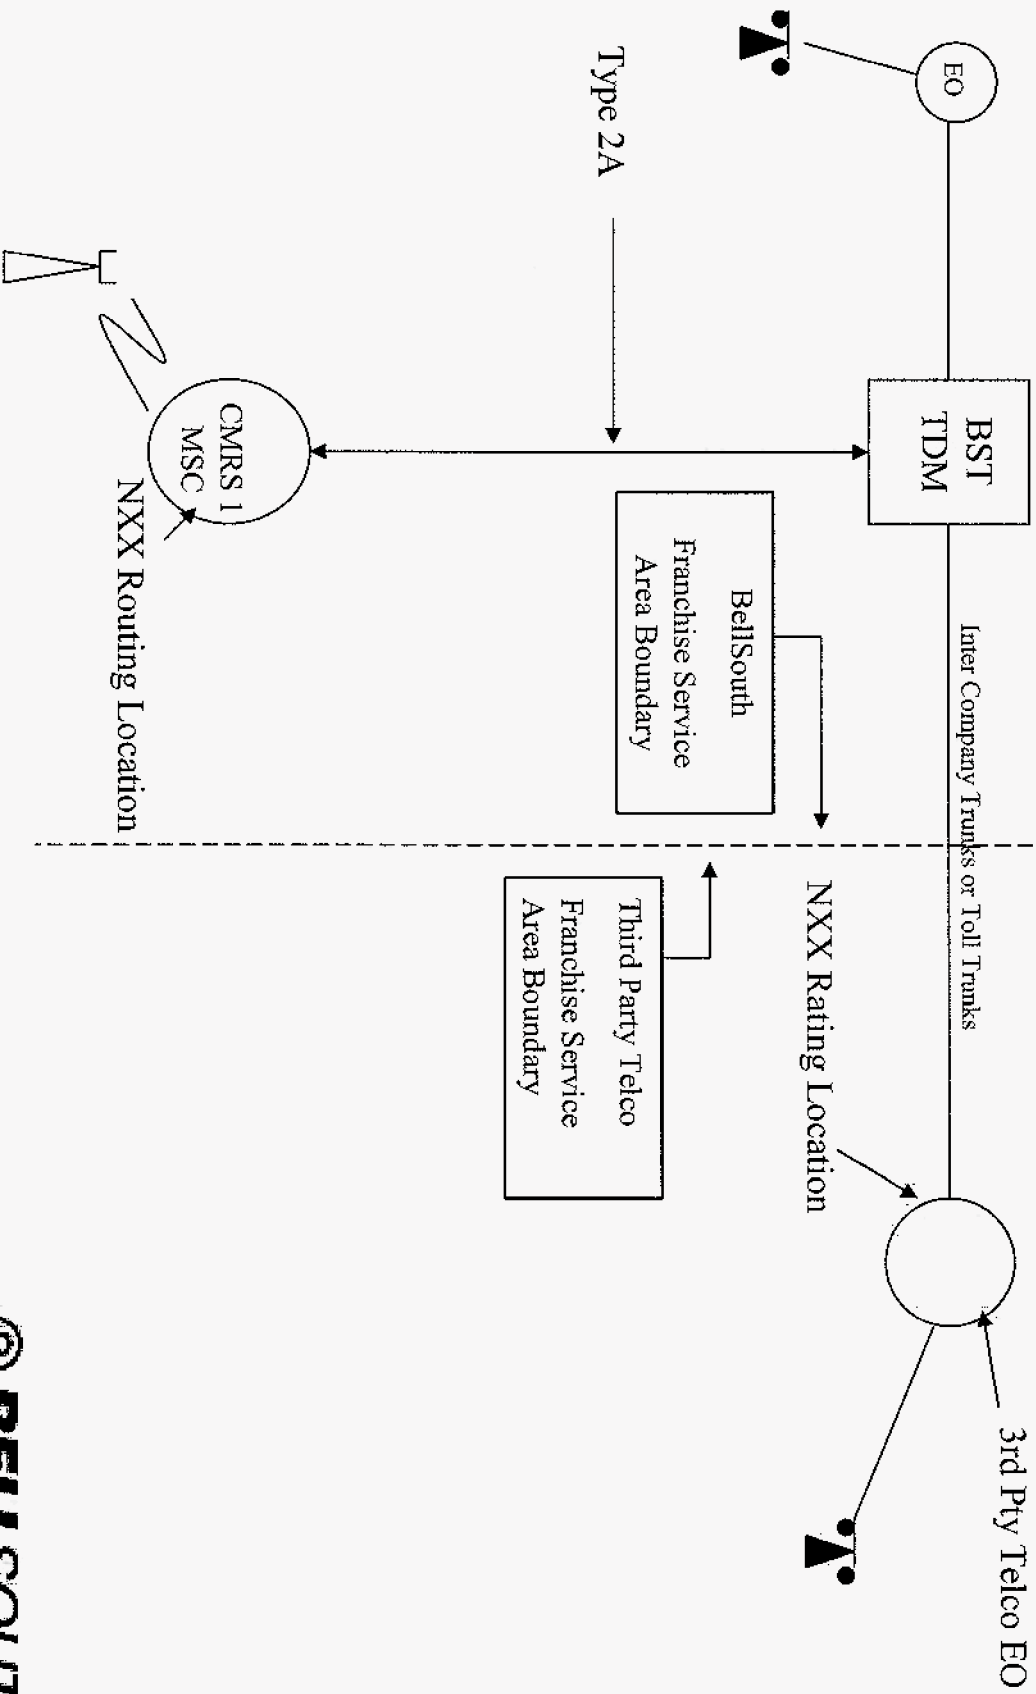 EO
BST
TDM
Inter Company Trunks or Toll Trunks
3rd Pty Telco EO
NXX Rating Location
BellSouth
Franchise Service
Area Boundary
Type 2A
Third Party Telco
Franchise Service
Area Boundary
CMRS 1
MSC
NXX Routing Location